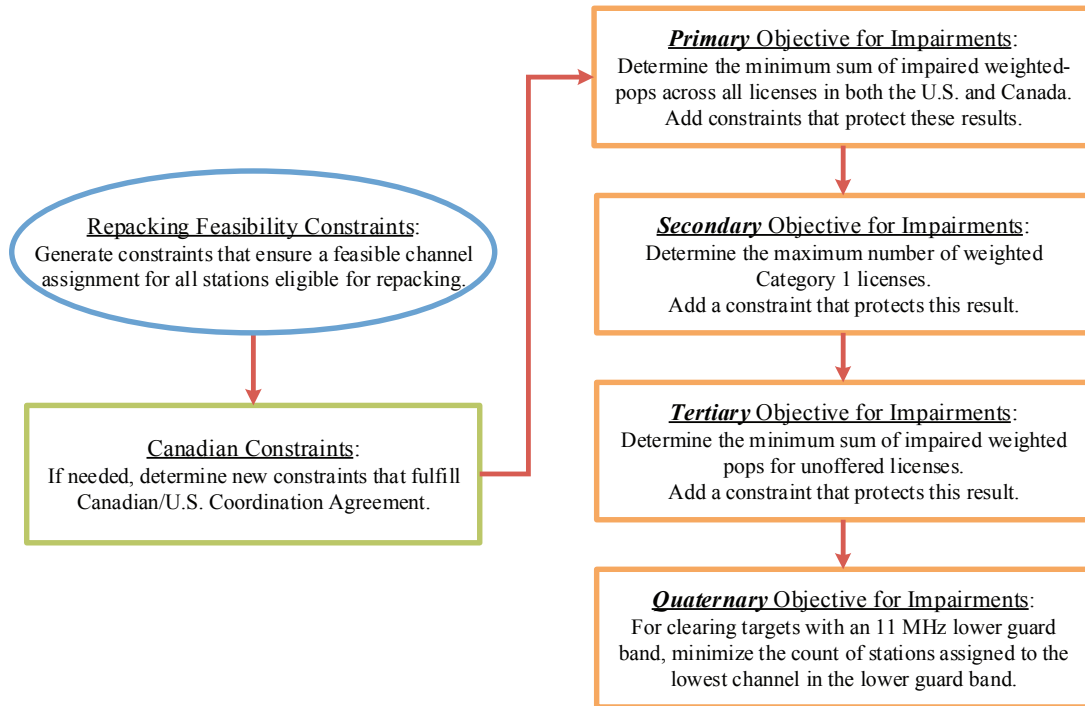 Repacking Feasibility Constraints:
Generate constraints that ensure a feasible channel
assignment for all stations eligible for repacking.
Canadian Constraints:
If needed, determine new constraints that fulfill
Canadian/U.S. Coordination Agreement.
Primary Objective for Impairments:
Determine the minimum sum of impaired weighted-
pops across all licenses in both the U.S. and Canada.
Add constraints that protect these results.
Secondary Objective for Impairments:
Determine the maximum number of weighted
Category 1 licenses.
Add a constraint that protects this result.
Tertiary Objective for Impairments:
Determine the minimum sum of impaired weighted
pops for unoffered licenses.
Add a constraint that protects this result.
Quaternary Objective for Impairments:
For clearing targets with an 11 MHz lower guard
band, minimize the count of stations assigned to the
lowest channel in the lower guard band.